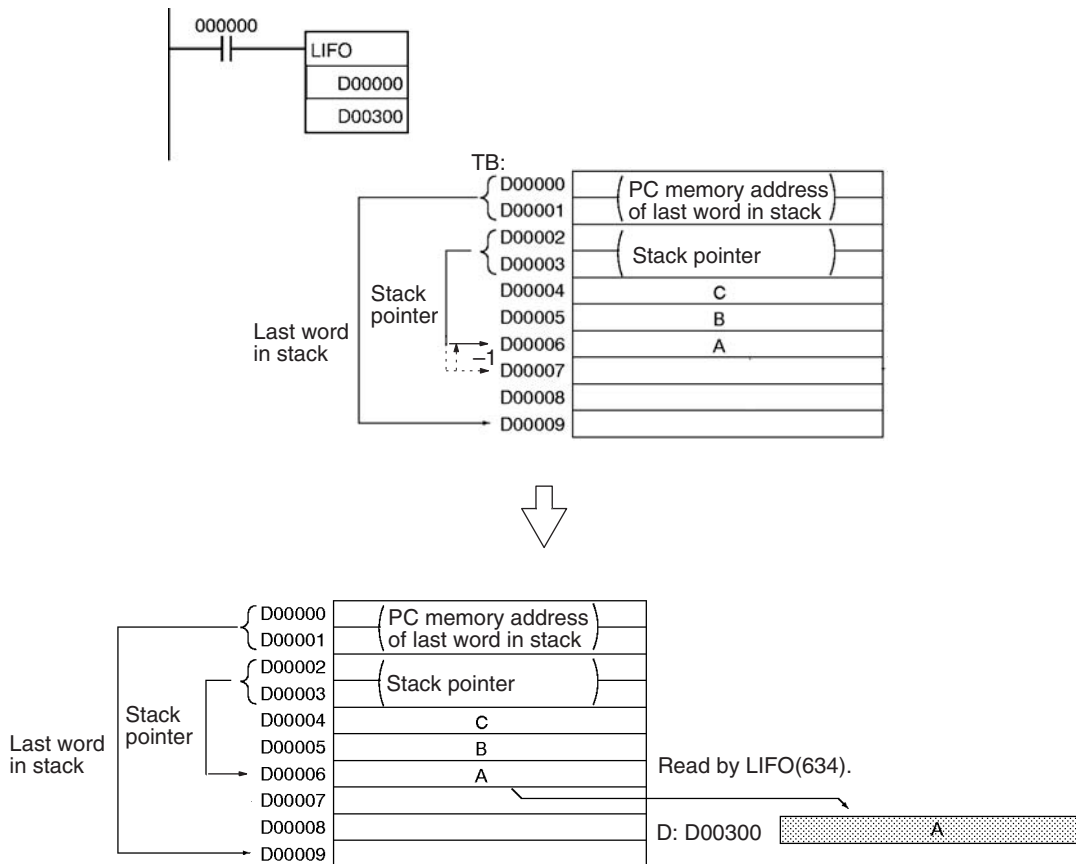 000000
LIFO
D00000
D00300
TB:
D00000
D00001
PC memory address
of last word in stack
D00002
D00003
Stack pointer
D00004
C
D00005
B
D00006
A
D00007
D00008
D00009
Stack
pointer
Last word
in stack
–1
D00000
D00001
PC memory address
of last word in stack
D00002
D00003
Stack pointer
D00004
C
D00005
B
D00006
A
D00007
D00008
D00009
Stack
pointer
Last word
in stack
Read by LIFO(634).
D: D00300
A